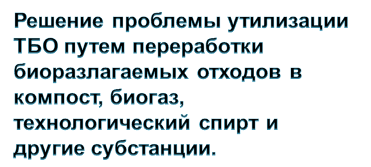 Решение проблемы утилизации
ТБО путем переработки
биоразлагаемых отходов в
компост, биогаз,
технологический спирт и
другие субстанции.